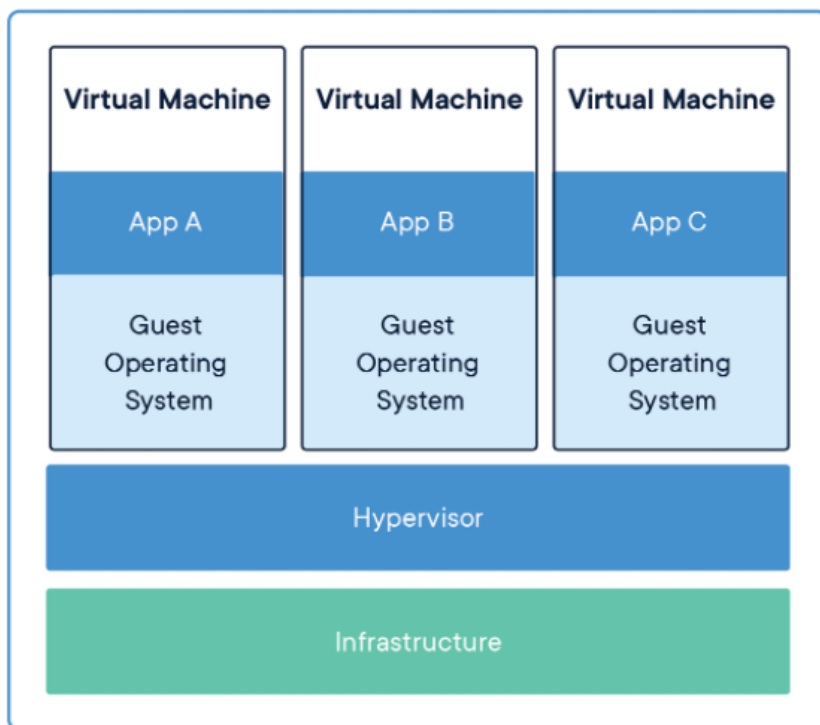 Virtual Machine
Virtual Machine
Virtual Machine
App A
App B
App C
Guest
Operating
System
Guest
Operating
System
Guest
Operating
System
Hypervisor
Infrastructure